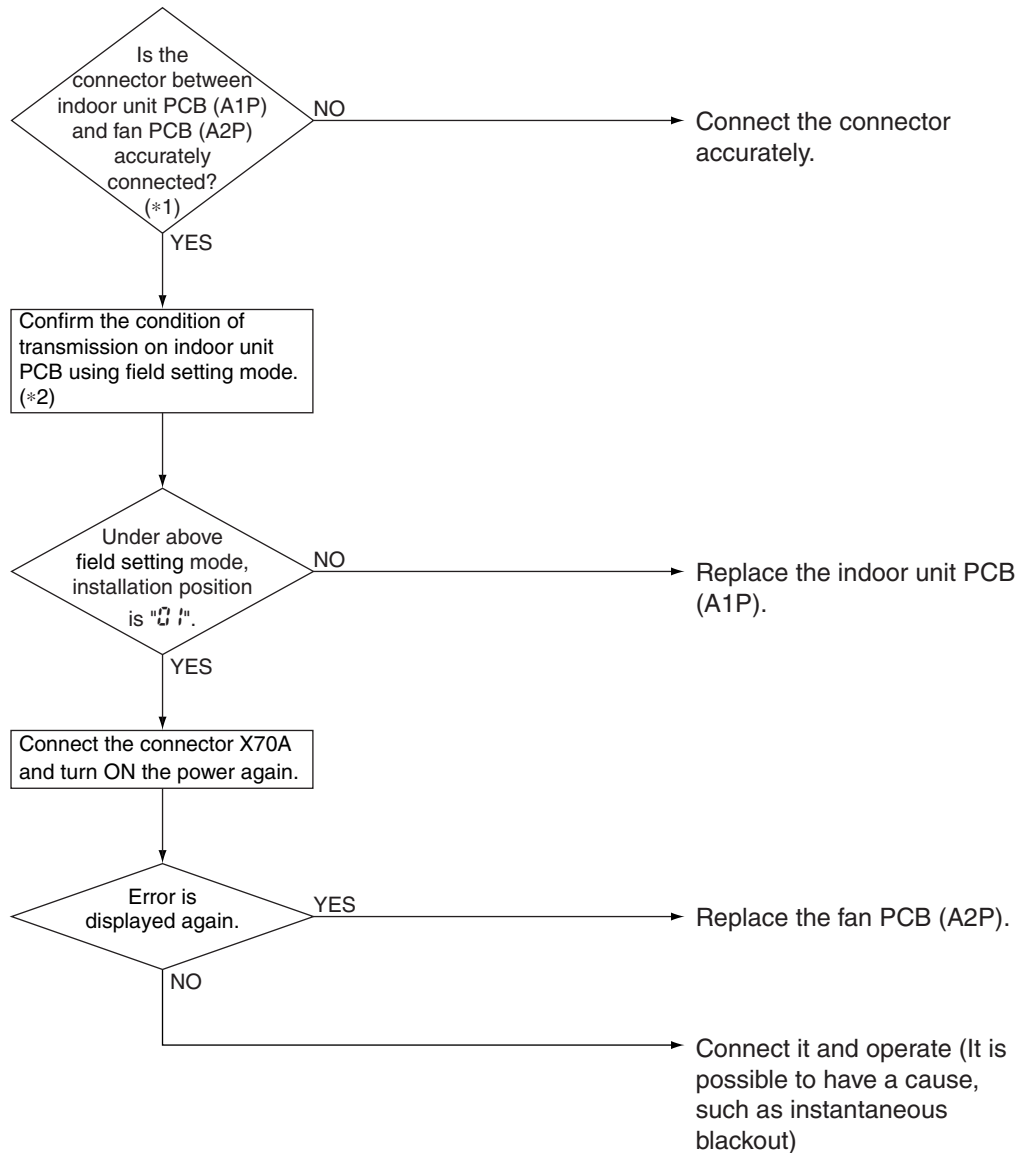 Is the
connector between
indoor unit PCB (A1P)
and fan PCB (A2P)
accurately
connected?
(*1)
NO
Connect the connector
accurately.
YES
Confirm the condition of
transmission on indoor unit
PCB using field setting mode.
(*2)
Under above
field setting mode,
installation position
is "01".
NO
Replace the indoor unit PCB
(A1P).
YES
Connect the connector X70A
and turn ON the power again.
Error is
displayed again.
YES
Replace the fan PCB (A2P).
NO
Connect it and operate (It is
possible to have a cause,
such as instantaneous
blackout)